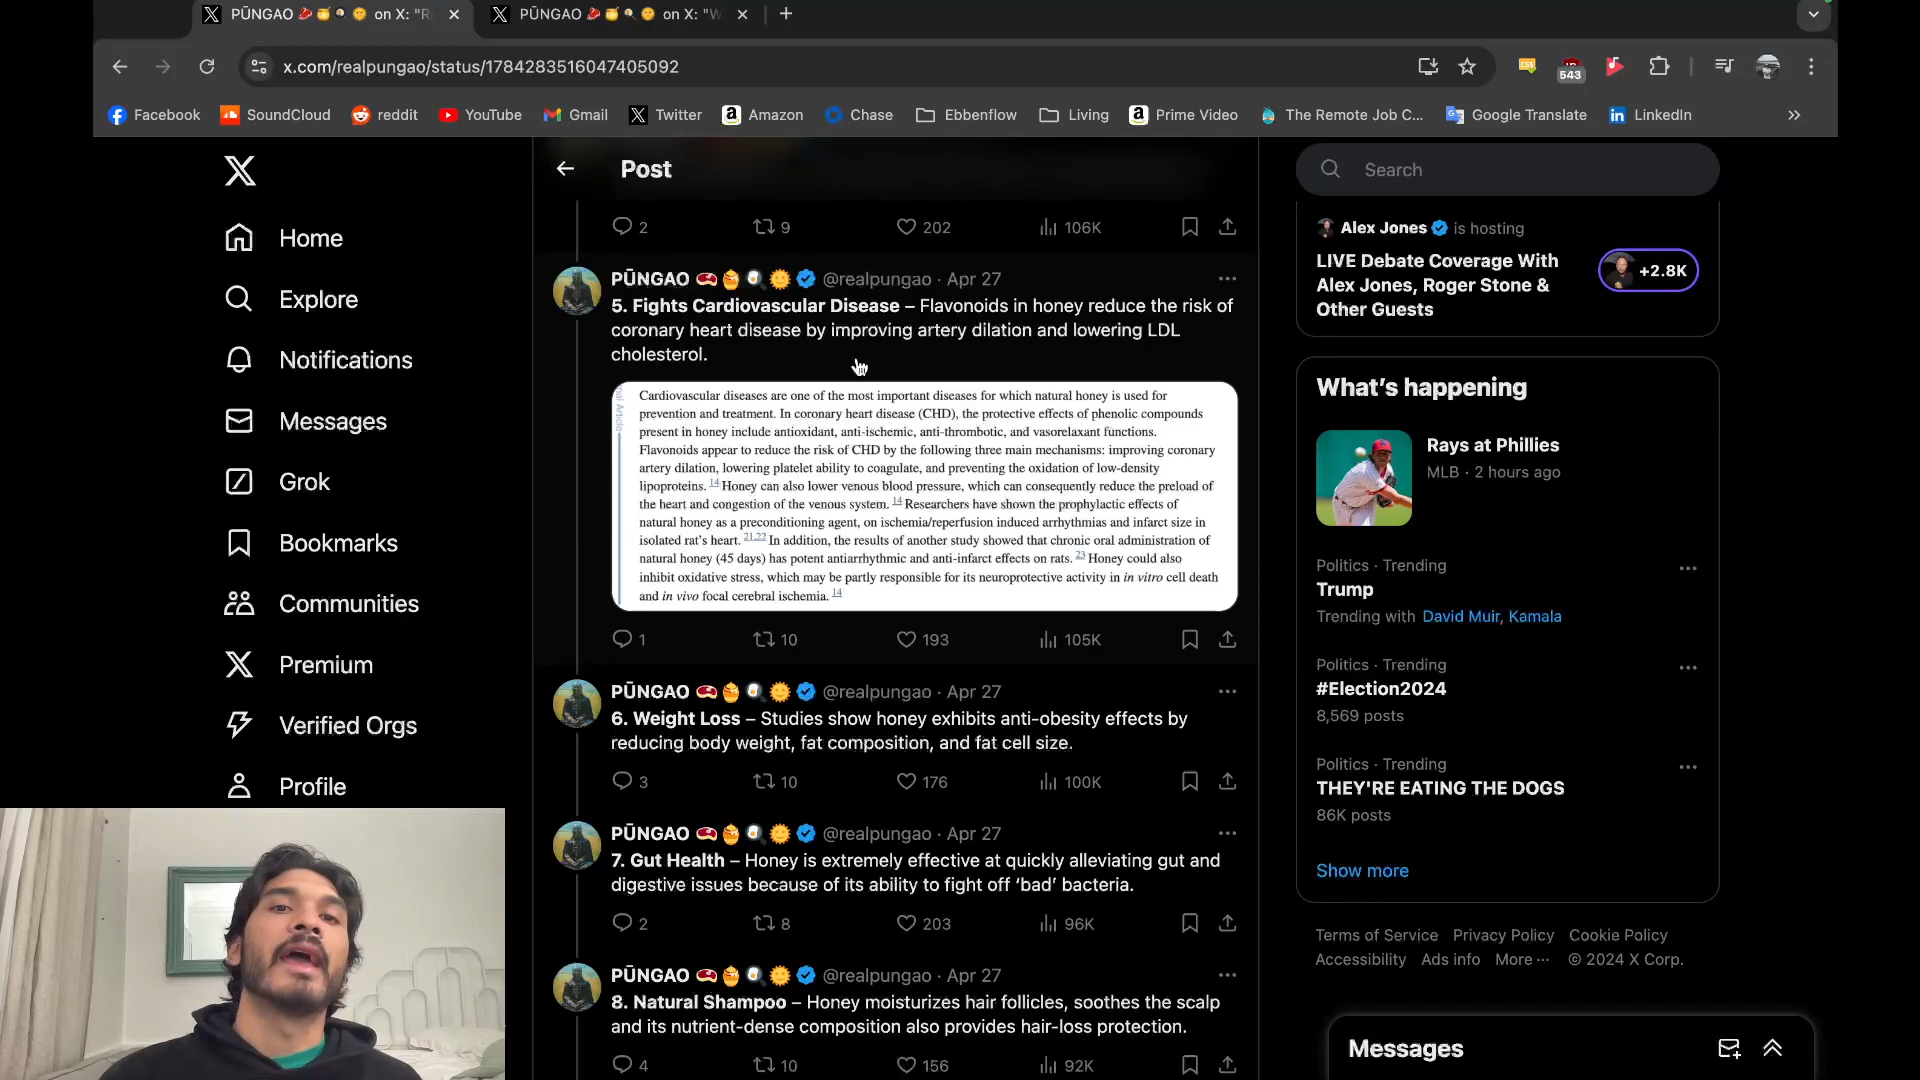 PŪNGAO 🥩 🍯 🍳 🌞 on X: "R
PŪNGAO 🥩 🍯 🍳 🌞 on X: "W
x.com/realpungao/status/1784283516047405092
543
Facebook
SoundCloud
reddit
YouTube
Gmail
Twitter
Amazon
Chase
Ebbenflow
Living
Prime Video
The Remote Job C...
Google Translate
LinkedIn
Home
Explore
Notifications
Messages
Grok
Bookmarks
Communities
Premium
Verified Orgs
Profile
Post
2 9 202 106K
PŪNGAO 🥩 🍯 🍳 🌞 @realpungao · Apr 27
5. Fights Cardiovascular Disease – Flavonoids in honey reduce the risk of
coronary heart disease by improving artery dilation and lowering LDL
cholesterol.
Cardiovascular diseases are one of the most important diseases for which natural honey is used for
prevention and treatment. In coronary heart disease (CHD), the protective effects of phenolic compounds
present in honey include antioxidant, anti-ischemic, anti-thrombotic, and vasorelaxant functions.
Flavonoids appear to reduce the risk of CHD by the following three main mechanisms: improving coronary
artery dilation, lowering platelet ability to coagulate, and preventing the oxidation of low-density
lipoproteins. 14 Honey can also lower venous blood pressure, which can consequently reduce the preload of
the heart and congestion of the venous system. 14 Researchers have shown the prophylactic effects of
natural honey as a preconditioning agent, on ischemia/reperfusion induced arrhythmias and infarct size in
isolated rat's heart. 21,22 In addition, the results of another study showed that chronic oral administration of
natural honey (45 days) has potent antiarrhythmic and anti-infarct effects on rats. 23 Honey could also
inhibit oxidative stress, which may be partly responsible for its neuroprotective activity in in vitro cell death
and in vivo focal cerebral ischemia. 14
1 10 193 105K
PŪNGAO 🥩 🍯 🍳 🌞 @realpungao · Apr 27
6. Weight Loss – Studies show honey exhibits anti-obesity effects by
reducing body weight, fat composition, and fat cell size.
3 10 176 100K
PŪNGAO 🥩 🍯 🍳 🌞 @realpungao · Apr 27
7. Gut Health – Honey is extremely effective at quickly alleviating gut and
digestive issues because of its ability to fight off ‘bad’ bacteria.
2 8 203 96K
PŪNGAO 🥩 🍯 🍳 🌞 @realpungao · Apr 27
8. Natural Shampoo – Honey moisturizes hair follicles, soothes the scalp
and its nutrient-dense composition also provides hair-loss protection.
4 10 156 92K
Search
Alex Jones is hosting
LIVE Debate Coverage With
Alex Jones, Roger Stone &
Other Guests
+2.8K
What’s happening
Rays at Phillies
MLB · 2 hours ago
Politics · Trending
Trump
Trending with David Muir, Kamala
Politics · Trending
#Election2024
8,569 posts
Politics · Trending
THEY'RE EATING THE DOGS
86K posts
Show more
Terms of Service Privacy Policy Cookie Policy
Accessibility Ads info More ··· © 2024 X Corp.
Messages